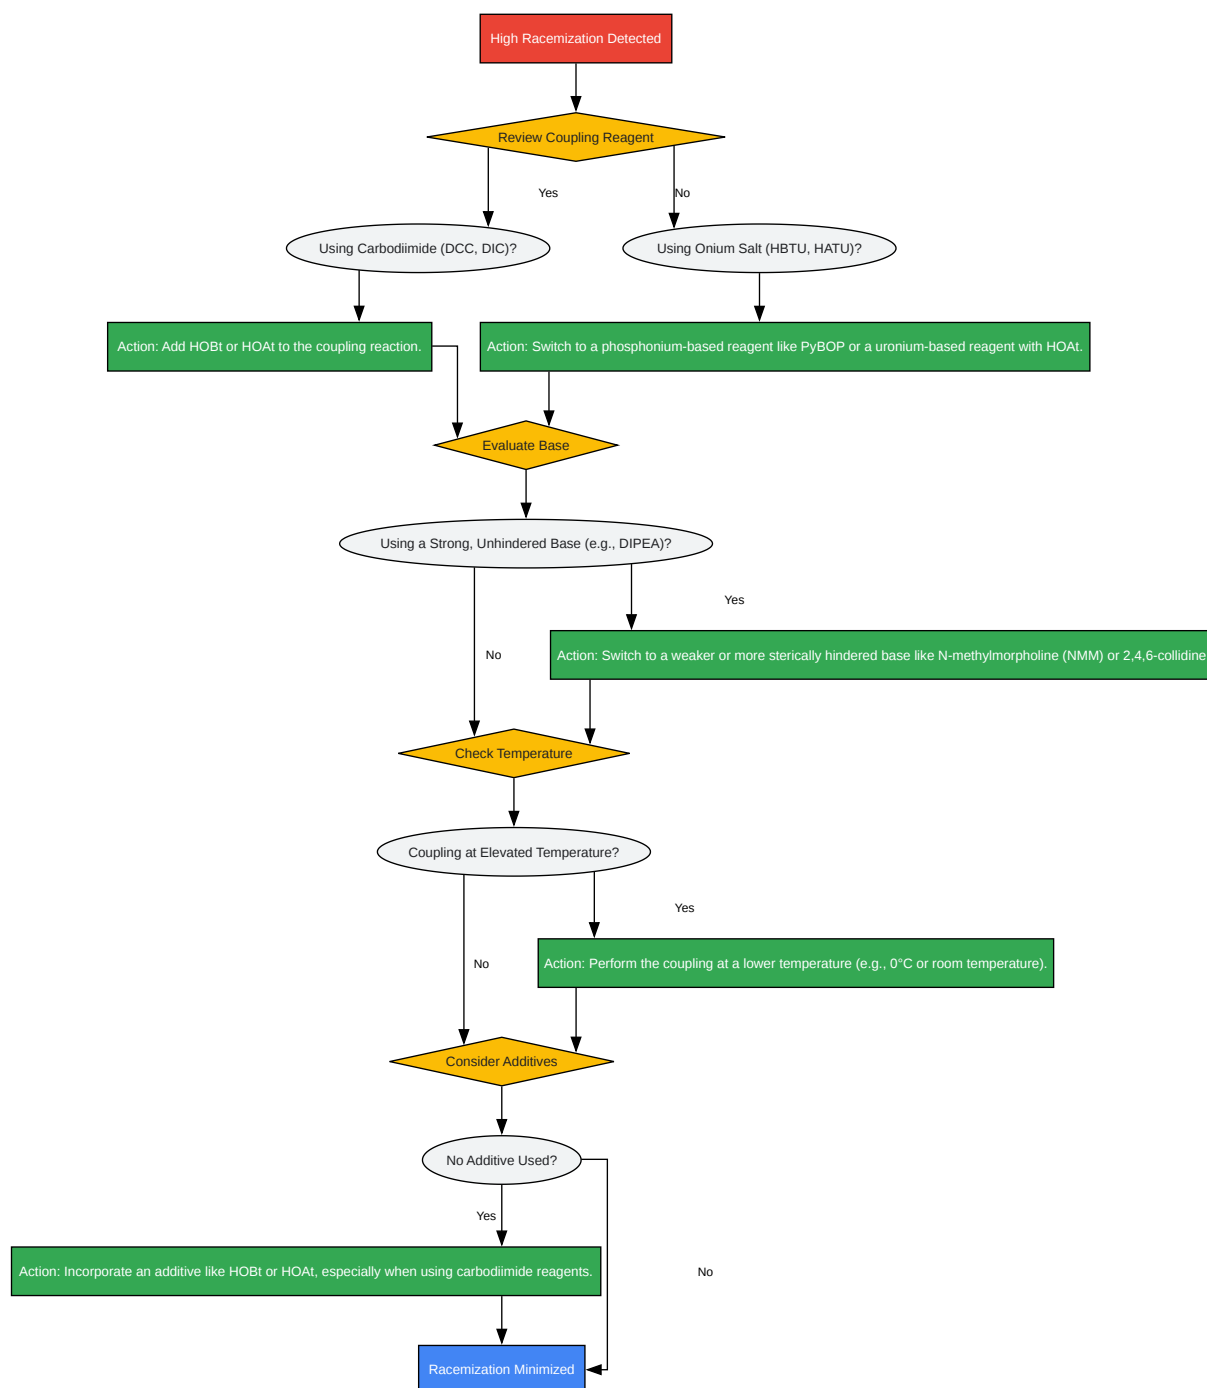 High Racemization Detected
Review Coupling Reagent
Yes
No
Using Carbodiimide (DCC, DIC)?
Using Onium Salt (HBTU, HATU)?
Action: Add HOBt or HOAt to the coupling reaction.
Action: Switch to a phosphonium-based reagent like PyBOP or a uronium-based reagent with HOAt.
Evaluate Base
Using a Strong, Unhindered Base (e.g., DIPEA)?
Yes
No
Action: Switch to a weaker or more sterically hindered base like N-methylmorpholine (NMM) or 2,4,6-collidine
Check Temperature
Coupling at Elevated Temperature?
Yes
No
Action: Perform the coupling at a lower temperature (e.g., 0°C or room temperature).
Consider Additives
No Additive Used?
Yes
Action: Incorporate an additive like HOBt or HOAt, especially when using carbodiimide reagents.
No
Racemization Minimized